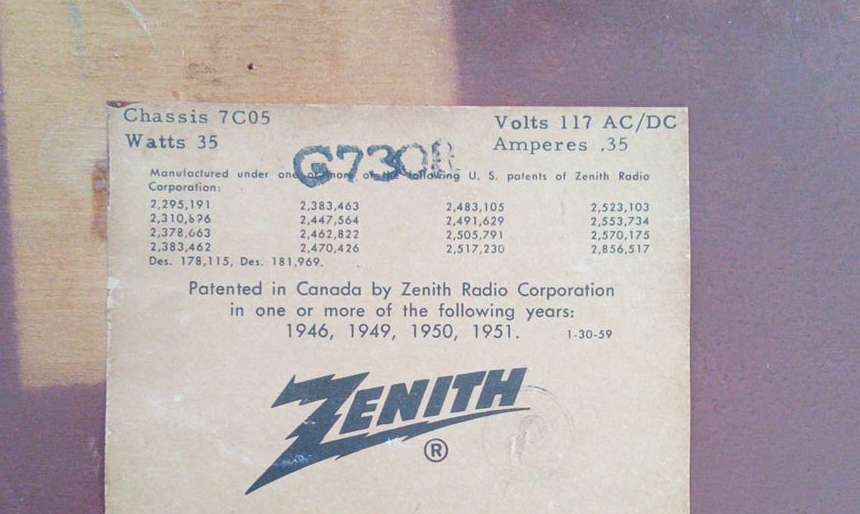 Chassis 7C05 Volts 117 AC/DC
Watts 35 Amperes .35
G730R
Manufactured under one or more of the following U. S. patents of Zenith Radio
Corporation:
2,295,191 2,383,463 2,483,105 2,523,103
2,310,696 2,447,564 2,491,629 2,553,734
2,378,663 2,462,822 2,505,791 2,570,175
2,383,462 2,470,426 2,517,230 2,856,517
Des. 178,115, Des. 181,969.
Patented in Canada by Zenith Radio Corporation
in one or more of the following years:
1946, 1949, 1950, 1951. 1-30-59
ZENITH
®